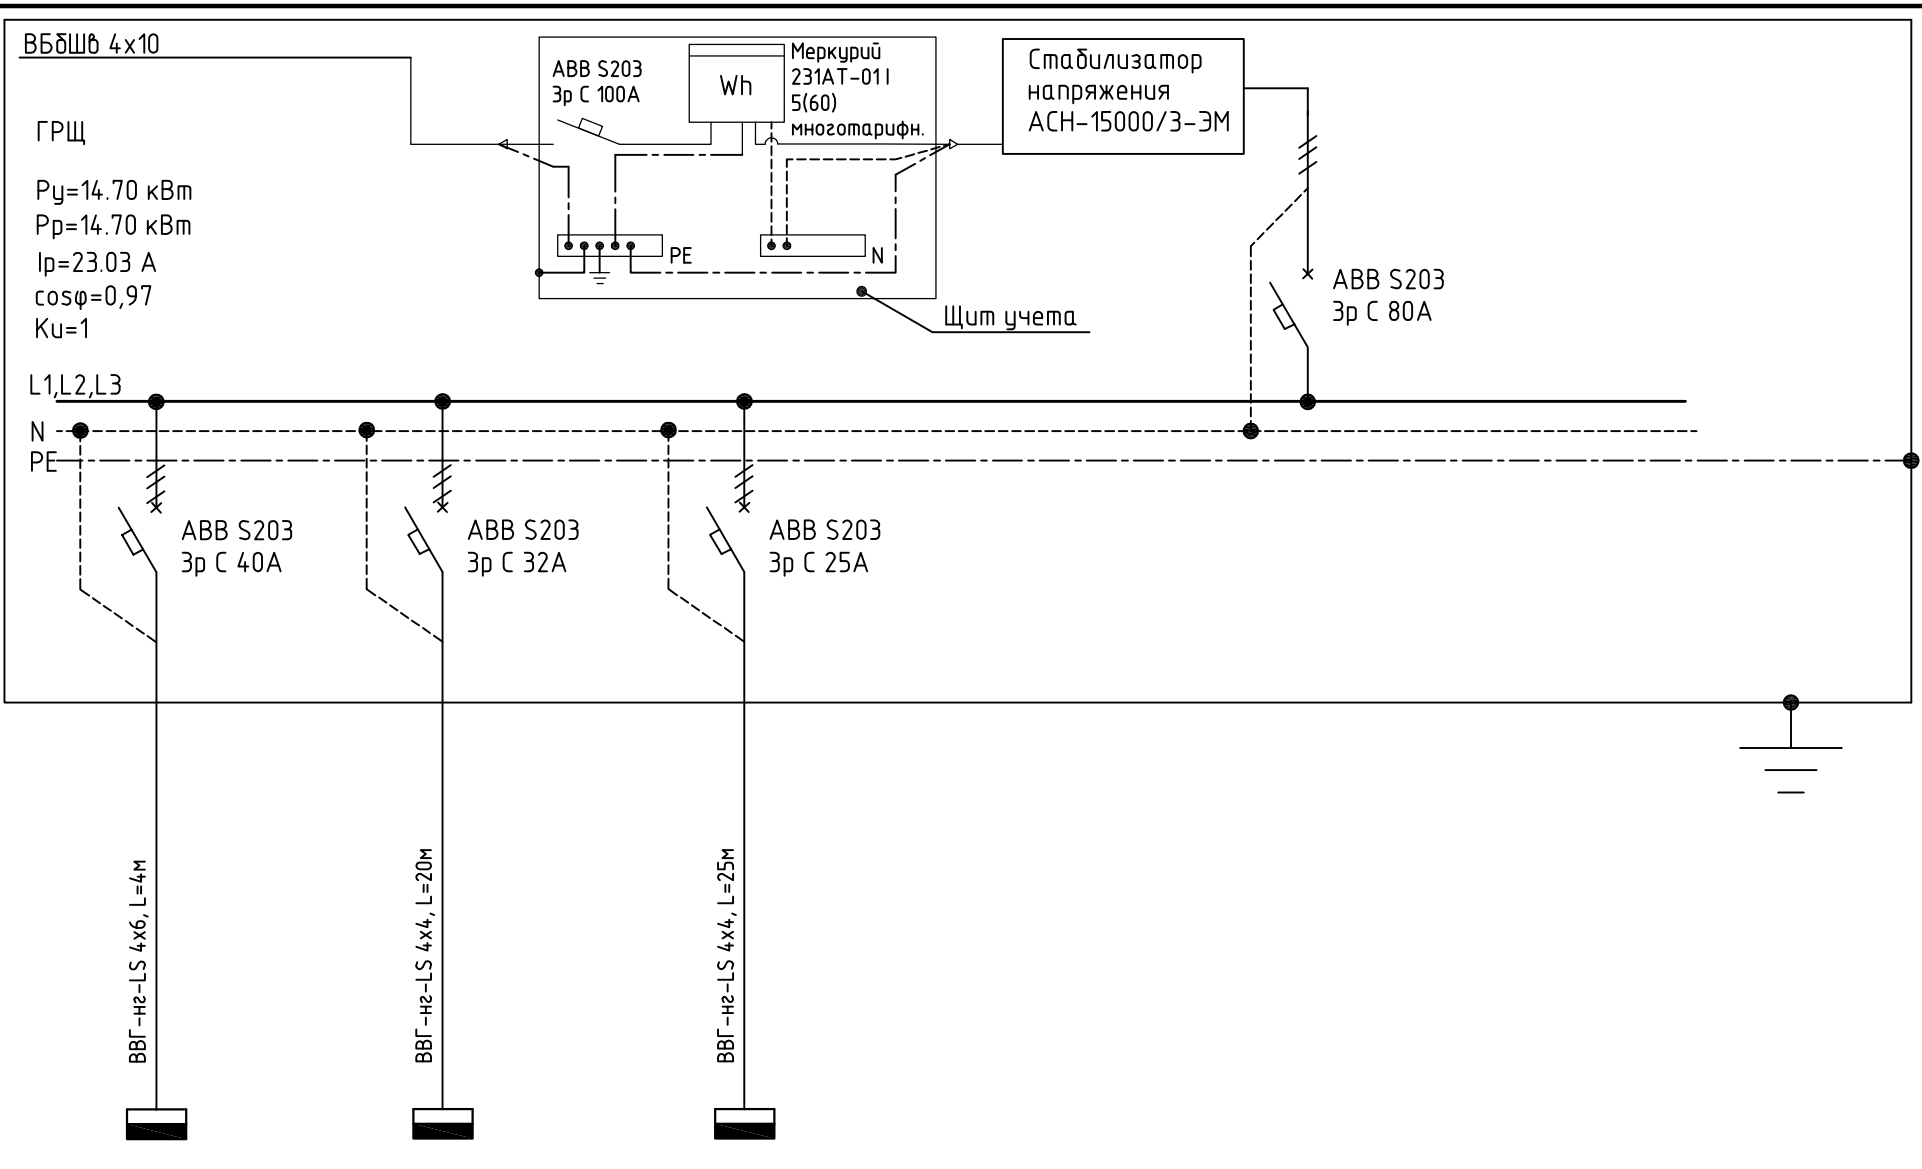 ВБбШв 4х10
ГРЩ
Ру=14.70 кВт
Рр=14.70 кВт
Iр=23.03 А
cosφ=0,97
Ки=1
ABB S203
3р С 100А
Wh
Меркурий
231АТ-01I
5(60)
многотарифн.
PE
N
Щит учета
Стабилизатор
напряжения
АСН-15000/3-ЭМ
ABB S203
3р С 80А
L1,L2,L3
N
PE
ABB S203
3р С 40А
ABB S203
3р С 32А
ABB S203
3р С 25А
ВВГ-нг-LS 4х6, L=4м
ВВГ-нг-LS 4х4, L=20м
ВВГ-нг-LS 4х4, L=25м